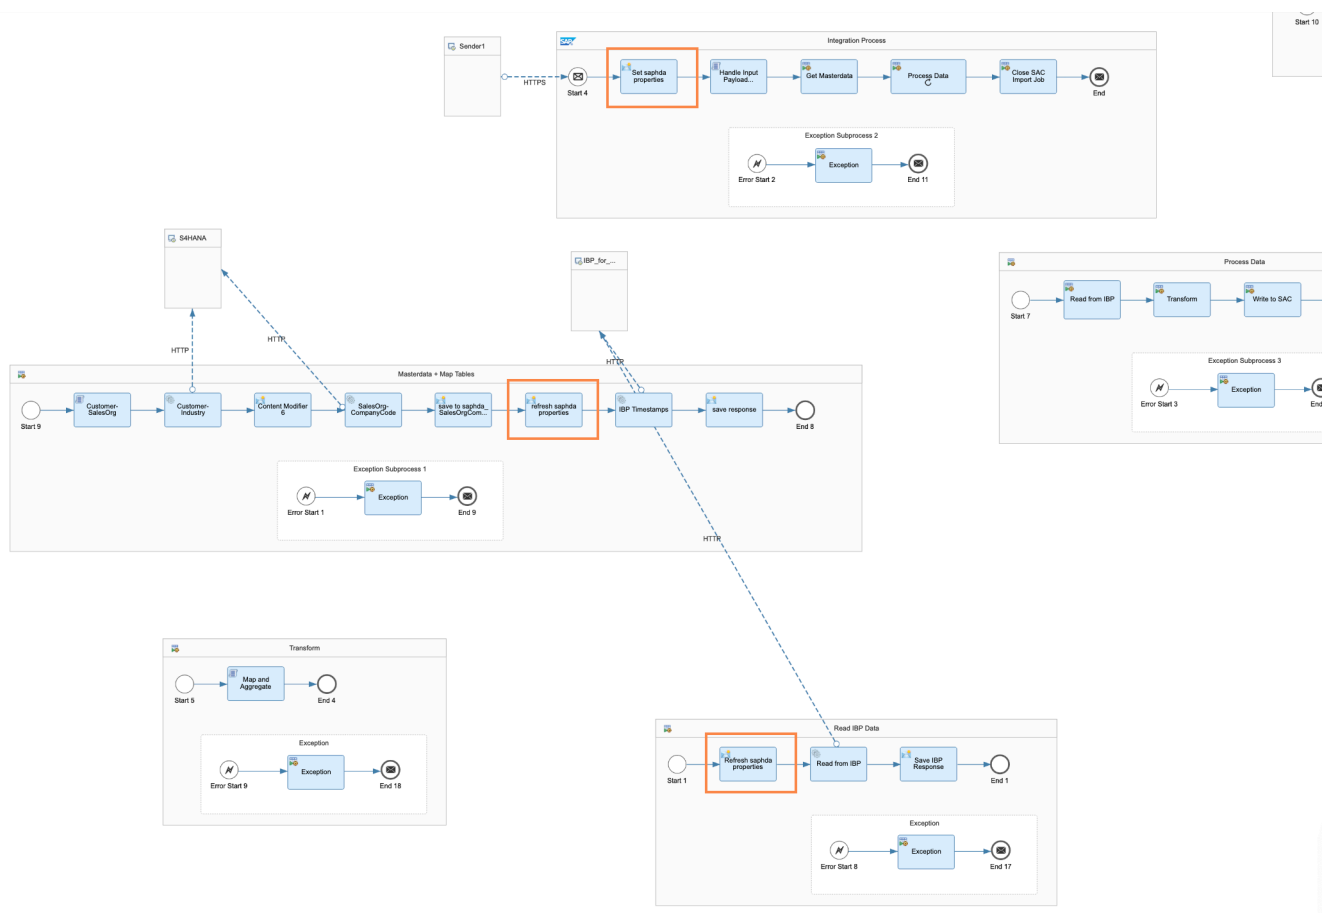 Start 10
Sender1
SAP
Integration Process
HTTPS
Start 4
Set saphda
properties
Handle Input
Payload...
Get Masterdata
Process Data
Close SAC
Import Job
End
Exception Subprocess 2
Error Start 2
Exception
End 11
S4HANA
HTTP
HTTP
IBP_for_...
HTTP
Process Data
Start 7
Read from IBP
Transform
Write to SAC
Exception Subprocess 3
Error Start 3
Exception
En
Masterdata + Map Tables
Start 9
Customer-
SalesOrg
Customer-
Industry
Content Modifier
6
SalesOrg-
CompanyCode
save to saphda_
SalesOrgCom...
refresh saphda
properties
IBP Timestamps
save response
End 8
Exception Subprocess 1
Error Start 1
Exception
End 9
HTTP
Transform
Start 5
Map and
Aggregate
End 4
Exception
Error Start 9
Exception
End 18
Read IBP Data
Start 1
Refresh saphda
properties
Read from IBP
Save IBP
Response
End 1
Exception
Error Start 8
Exception
End 17